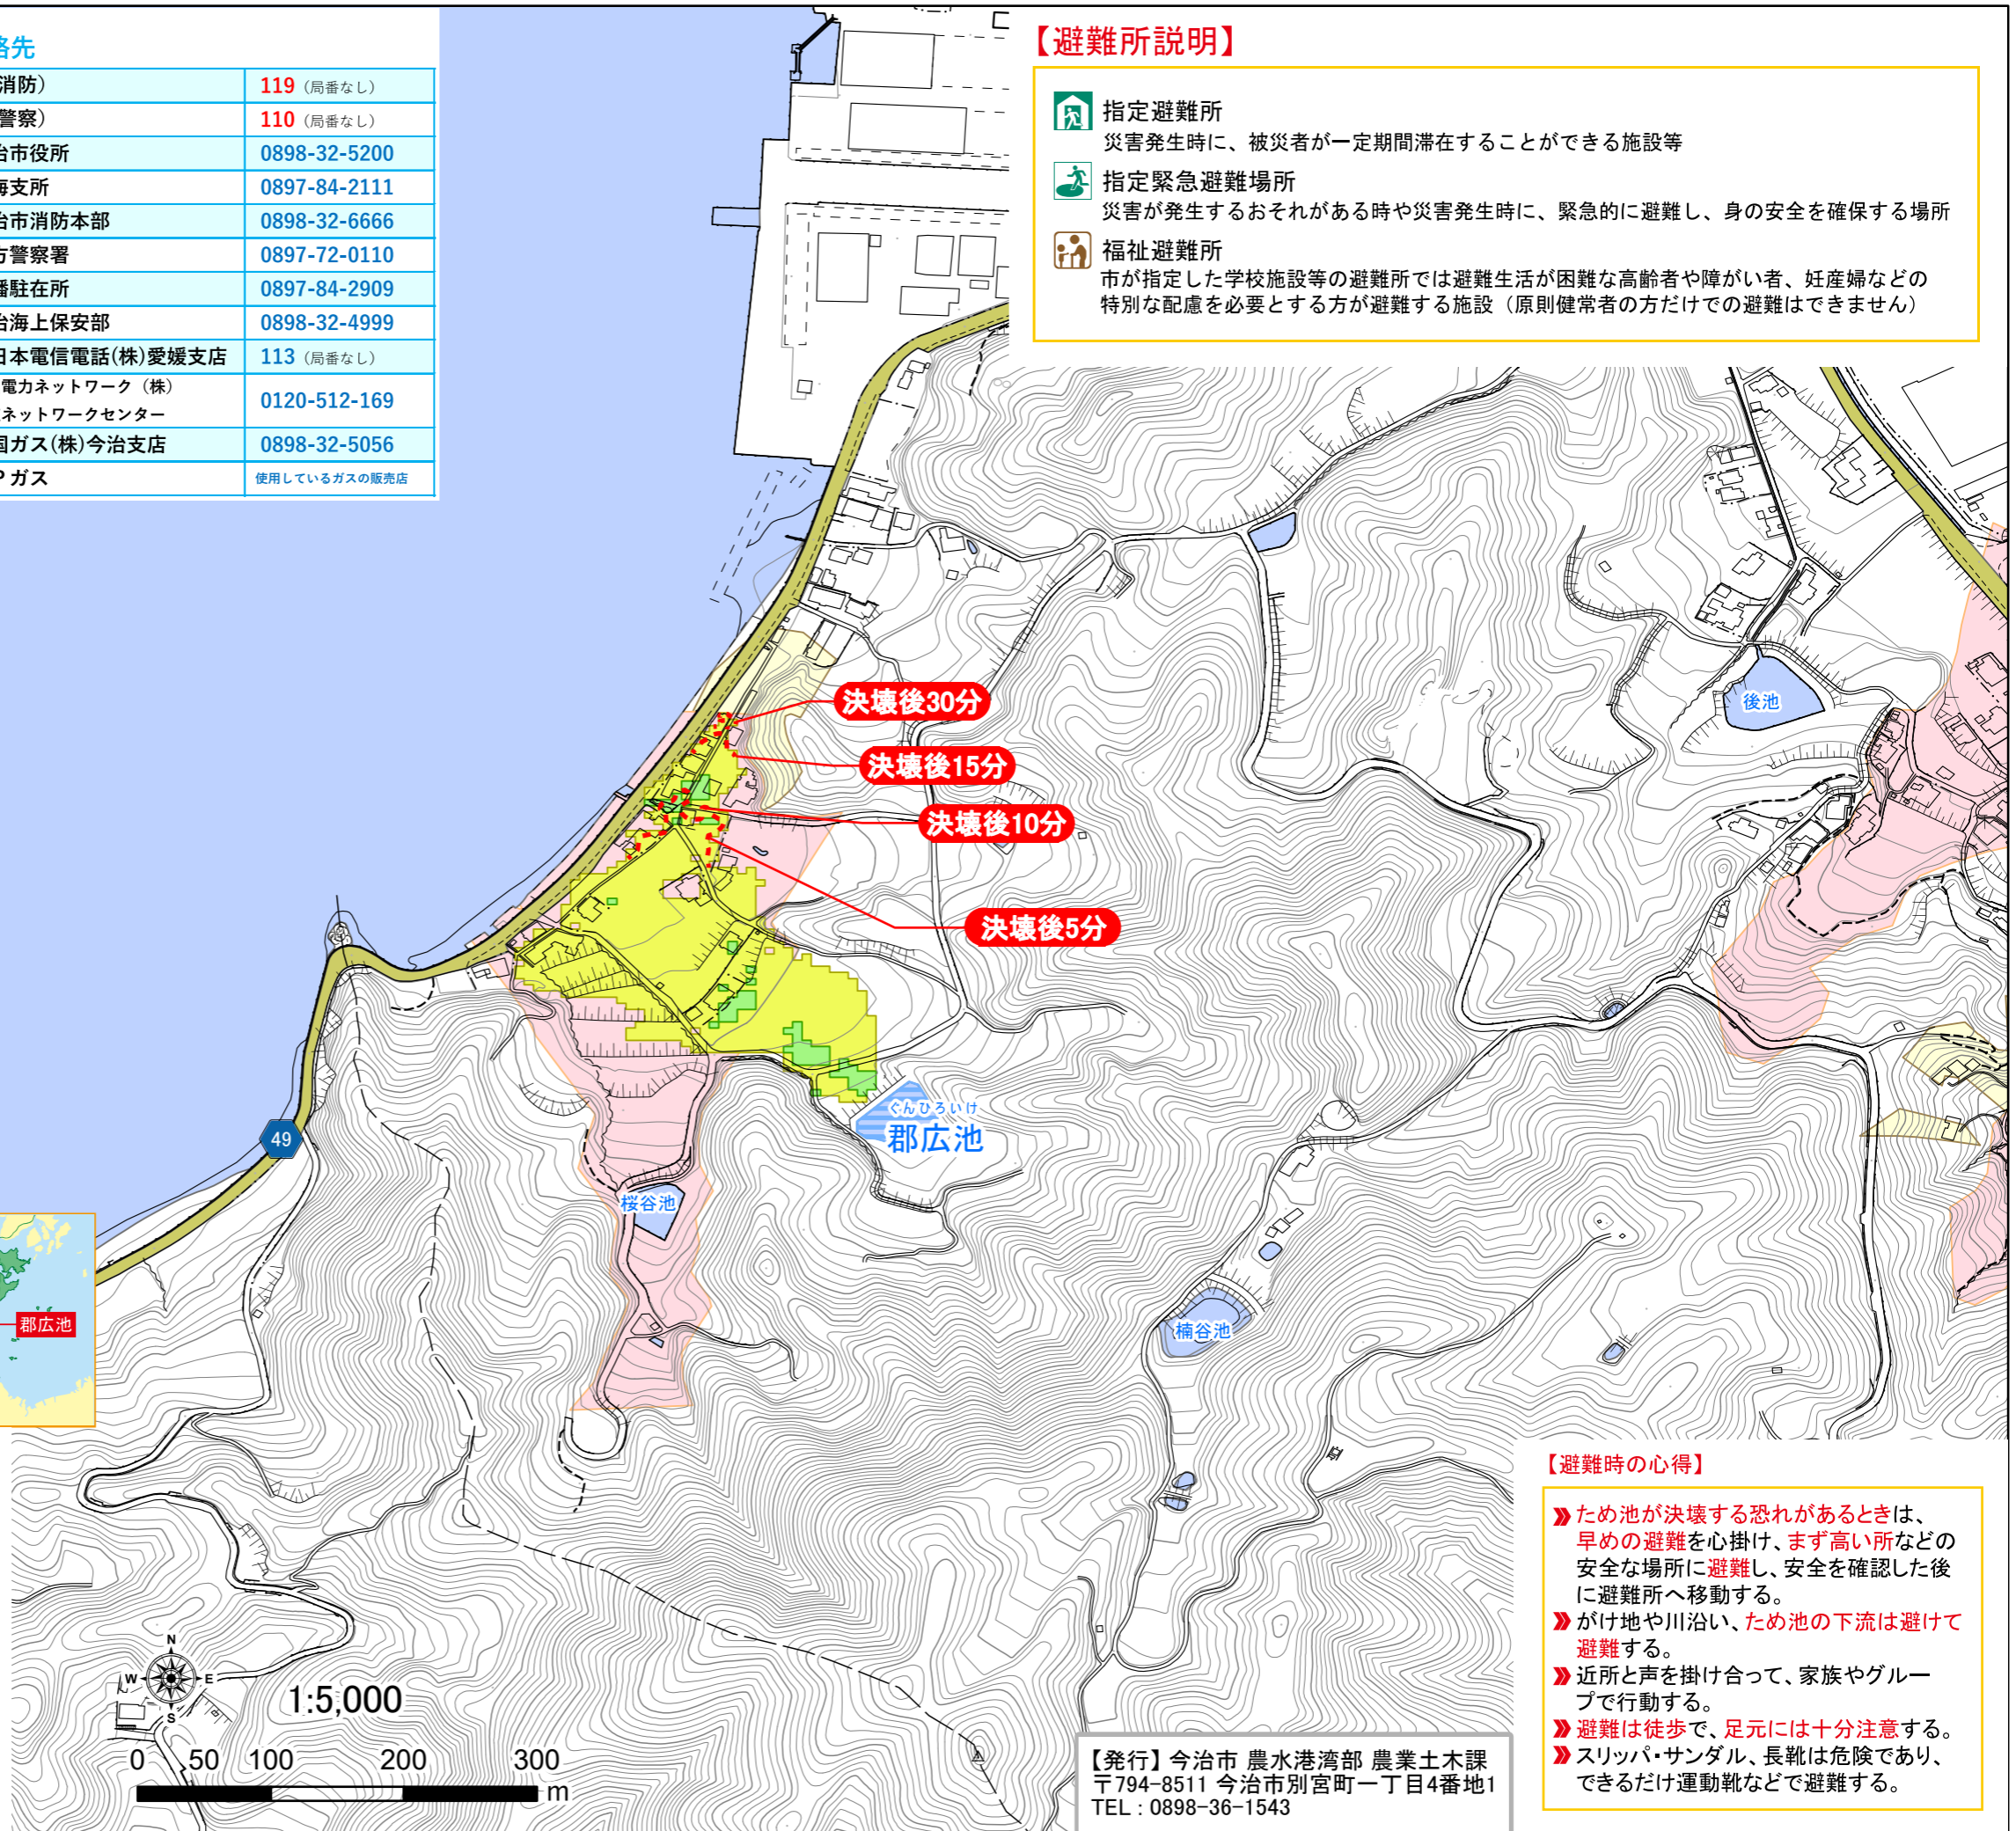 絡先
消防） 119（局番なし）
警察） 110（局番なし）
治市役所 0898-32-5200
海支所 0897-84-2111
治市消防本部 0898-32-6666
方警察署 0897-72-0110
幡駐在所 0897-84-2909
治海上保安部 0898-32-4999
日本電信電話(株)愛媛支店 113（局番なし）
電力ネットワーク（株）
ネットワークセンター 0120-512-169
国ガス(株)今治支店 0898-32-5056
Pガス 使用しているガスの販売店
【避難所説明】
指定避難所
災害発生時に、被災者が一定期間滞在することができる施設等
指定緊急避難場所
災害が発生するおそれがある時や災害発生時に、緊急的に避難し、身の安全を確保する場所
福祉避難所
市が指定した学校施設等の避難所では避難生活が困難な高齢者や障がい者、妊産婦などの
特別な配慮を必要とする方が避難する施設（原則健常者の方だけでの避難はできません）
決壊後30分
決壊後15分
決壊後10分
決壊後5分
後池
ぐんひろいけ
郡広池
49
桜谷池
楠谷池
郡広池
N
W E
S
1:5,000
0 50 100 200 300
m
【発行】今治市 農水港湾部 農業土木課
〒794-8511 今治市別宮町一丁目4番地1
TEL : 0898-36-1543
【避難時の心得】
ため池が決壊する恐れがあるときは、
早めの避難を心掛け、まず高い所などの
安全な場所に避難し、安全を確認した後
に避難所へ移動する。
がけ地や川沿い、ため池の下流は避けて
避難する。
近所と声を掛け合って、家族やグルー
プで行動する。
避難は徒歩で、足元には十分注意する。
スリッパ・サンダル、長靴は危険であり、
できるだけ運動靴などで避難する。